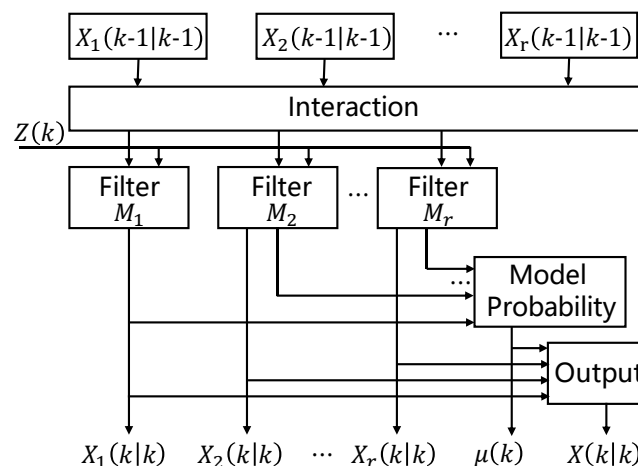 X₁(k-1|k-1) X₂(k-1|k-1) ··· Xᵣ(k-1|k-1)
Interaction
Z(k)
Filter Filter Filter
M₁ M₂ ... Mᵣ
... Model
Probability
Output
X₁(k|k) X₂(k|k) ··· Xᵣ(k|k) μ(k) X(k|k)